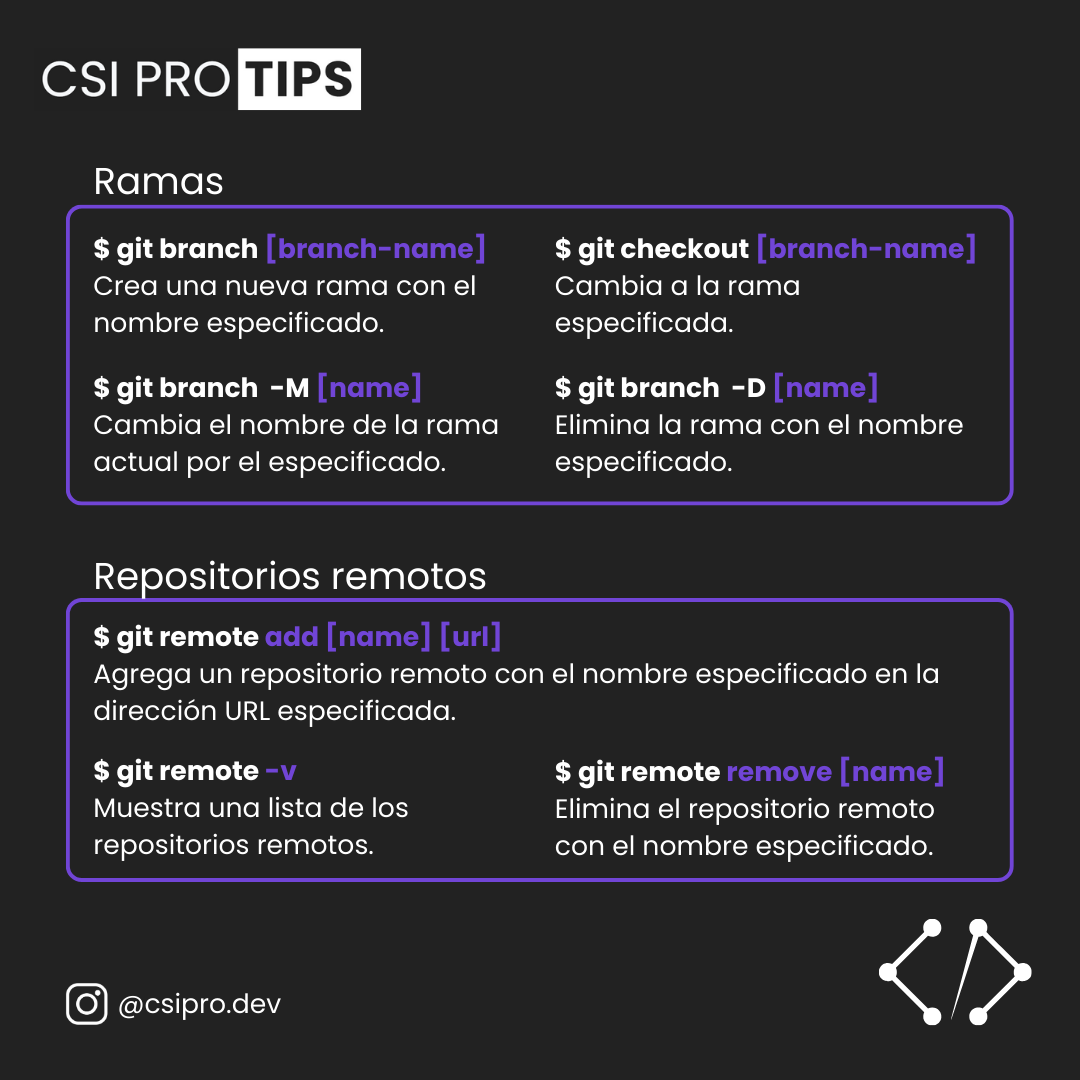 CSI PRO TIPS
Ramas
$ git branch [branch-name]
Crea una nueva rama con el
nombre especificado.
$ git checkout [branch-name]
Cambia a la rama
especificada.
$ git branch -M [name]
Cambia el nombre de la rama
actual por el especificado.
$ git branch -D [name]
Elimina la rama con el nombre
especificado.
Repositorios remotos
$ git remote add [name] [url]
Agrega un repositorio remoto con el nombre especificado en la
dirección URL especificada.
$ git remote -v
Muestra una lista de los
repositorios remotos.
$ git remote remove [name]
Elimina el repositorio remoto
con el nombre especificado.
@csipro.dev